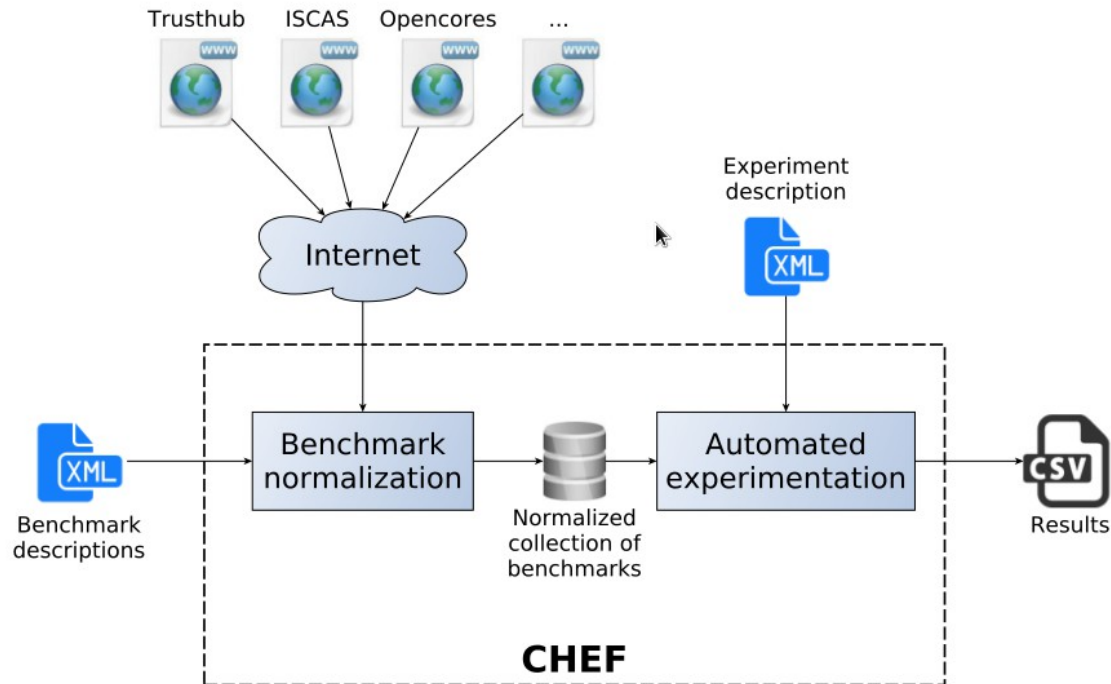 Trusthub
ISCAS
Opencores
...
WWW
WWW
WWW
WWW
Internet
Experiment
description
XML
Benchmark
normalization
Automated
experimentation
XML
Benchmark
descriptions
Normalized
collection of
benchmarks
CSV
Results
CHEF